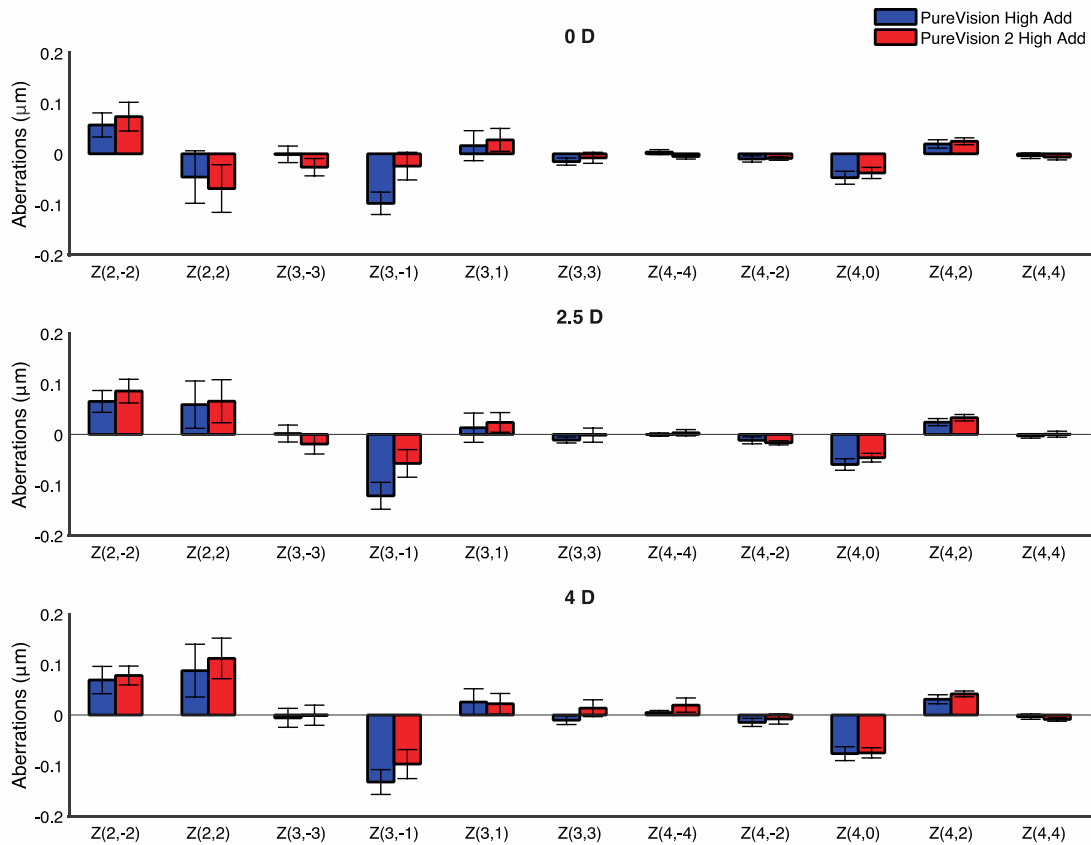 PureVision High Add
PureVision 2 High Add
0 D
Aberrations (μm)
0.2
0.1
0
-0.1
-0.2
Z(2,-2) Z(2,2) Z(3,-3) Z(3,-1) Z(3,1) Z(3,3) Z(4,-4) Z(4,-2) Z(4,0) Z(4,2) Z(4,4)
2.5 D
Aberrations (μm)
0.2
0.1
0
-0.1
-0.2
Z(2,-2) Z(2,2) Z(3,-3) Z(3,-1) Z(3,1) Z(3,3) Z(4,-4) Z(4,-2) Z(4,0) Z(4,2) Z(4,4)
4 D
Aberrations (μm)
0.2
0.1
0
-0.1
-0.2
Z(2,-2) Z(2,2) Z(3,-3) Z(3,-1) Z(3,1) Z(3,3) Z(4,-4) Z(4,-2) Z(4,0) Z(4,2) Z(4,4)